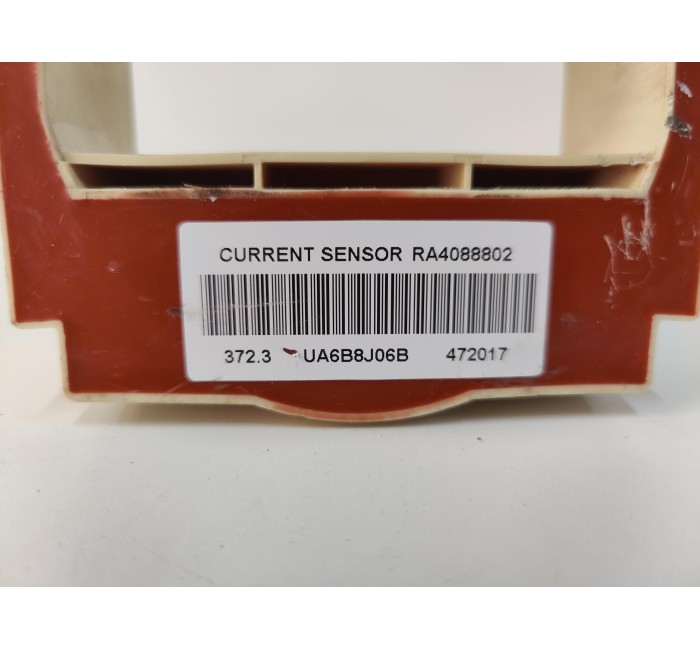 CURRENT SENSOR RA4088802
372.3 UA6B8J06B 472017